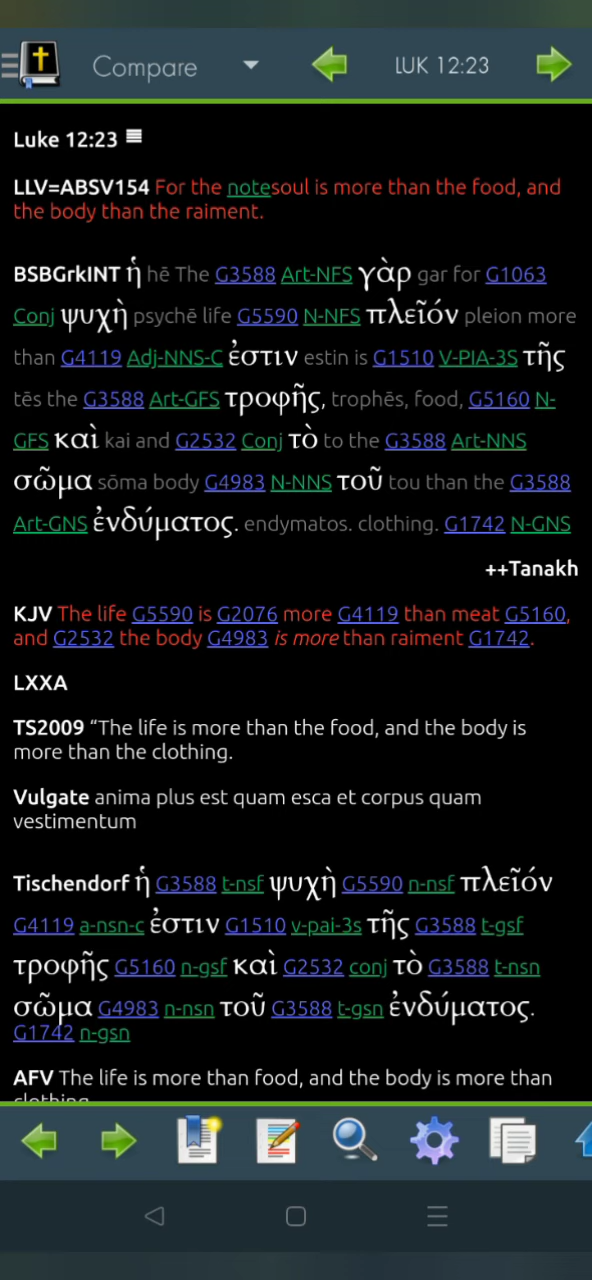 Compare LUK 12:23
Luke 12:23
LLV=ABSV154 For the notesoul is more than the food, and
the body than the raiment.
BSBGrkINT ἡ hē The G3588 Art-NFS γὰρ gar for G1063
Conj ψυχὴ psychē life G5590 N-NFS πλεῖόν pleion more
than G4119 Adj-NNS-C ἐστιν estin is G1510 V-PIA-3S τῆς
tēs the G3588 Art-GFS τροφῆς, trophēs, food, G5160 N-
GFS καὶ kai and G2532 Conj τὸ to the G3588 Art-NNS
σῶμα sōma body G4983 N-NNS τοῦ tou than the G3588
Art-GNS ἐνδύματος. endymatos. clothing. G1742 N-GNS
++Tanakh
KJV The life G5590 is G2076 more G4119 than meat G5160,
and G2532 the body G4983 is more than raiment G1742.
LXXA
TS2009 “The life is more than the food, and the body is
more than the clothing.
Vulgate anima plus est quam esca et corpus quam
vestimentum
Tischendorf ἡ G3588 t-nsf ψυχὴ G5590 n-nsf πλεῖόν
G4119 a-nsn-c ἐστιν G1510 v-pai-3s τῆς G3588 t-gsf
τροφῆς G5160 n-gsf καὶ G2532 conj τὸ G3588 t-nsn
σῶμα G4983 n-nsn τοῦ G3588 t-gsn ἐνδύματος.
G1742 n-gsn
AFV The life is more than food, and the body is more than
clothing